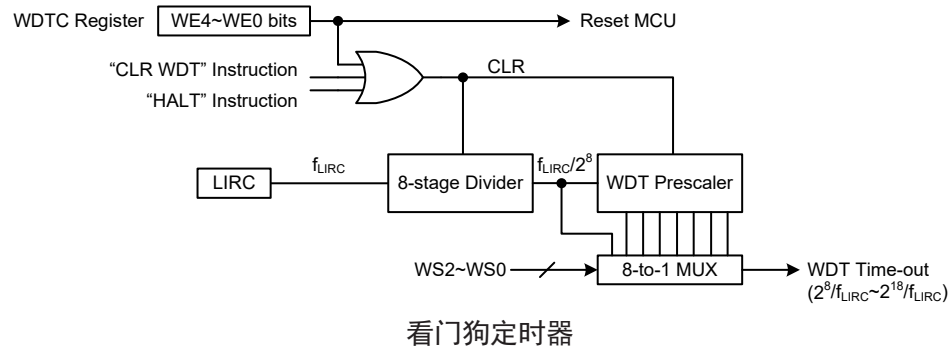 WDTC Register WE4~WE0 bits Reset MCU
“CLR WDT” Instruction
CLR
“HALT” Instruction
LIRC
fLIRC
8-stage Divider
fLIRC/2⁸
WDT Prescaler
WS2~WS0
8-to-1 MUX
WDT Time-out
(2⁸/fLIRC~2¹⁸/fLIRC)
看门狗定时器